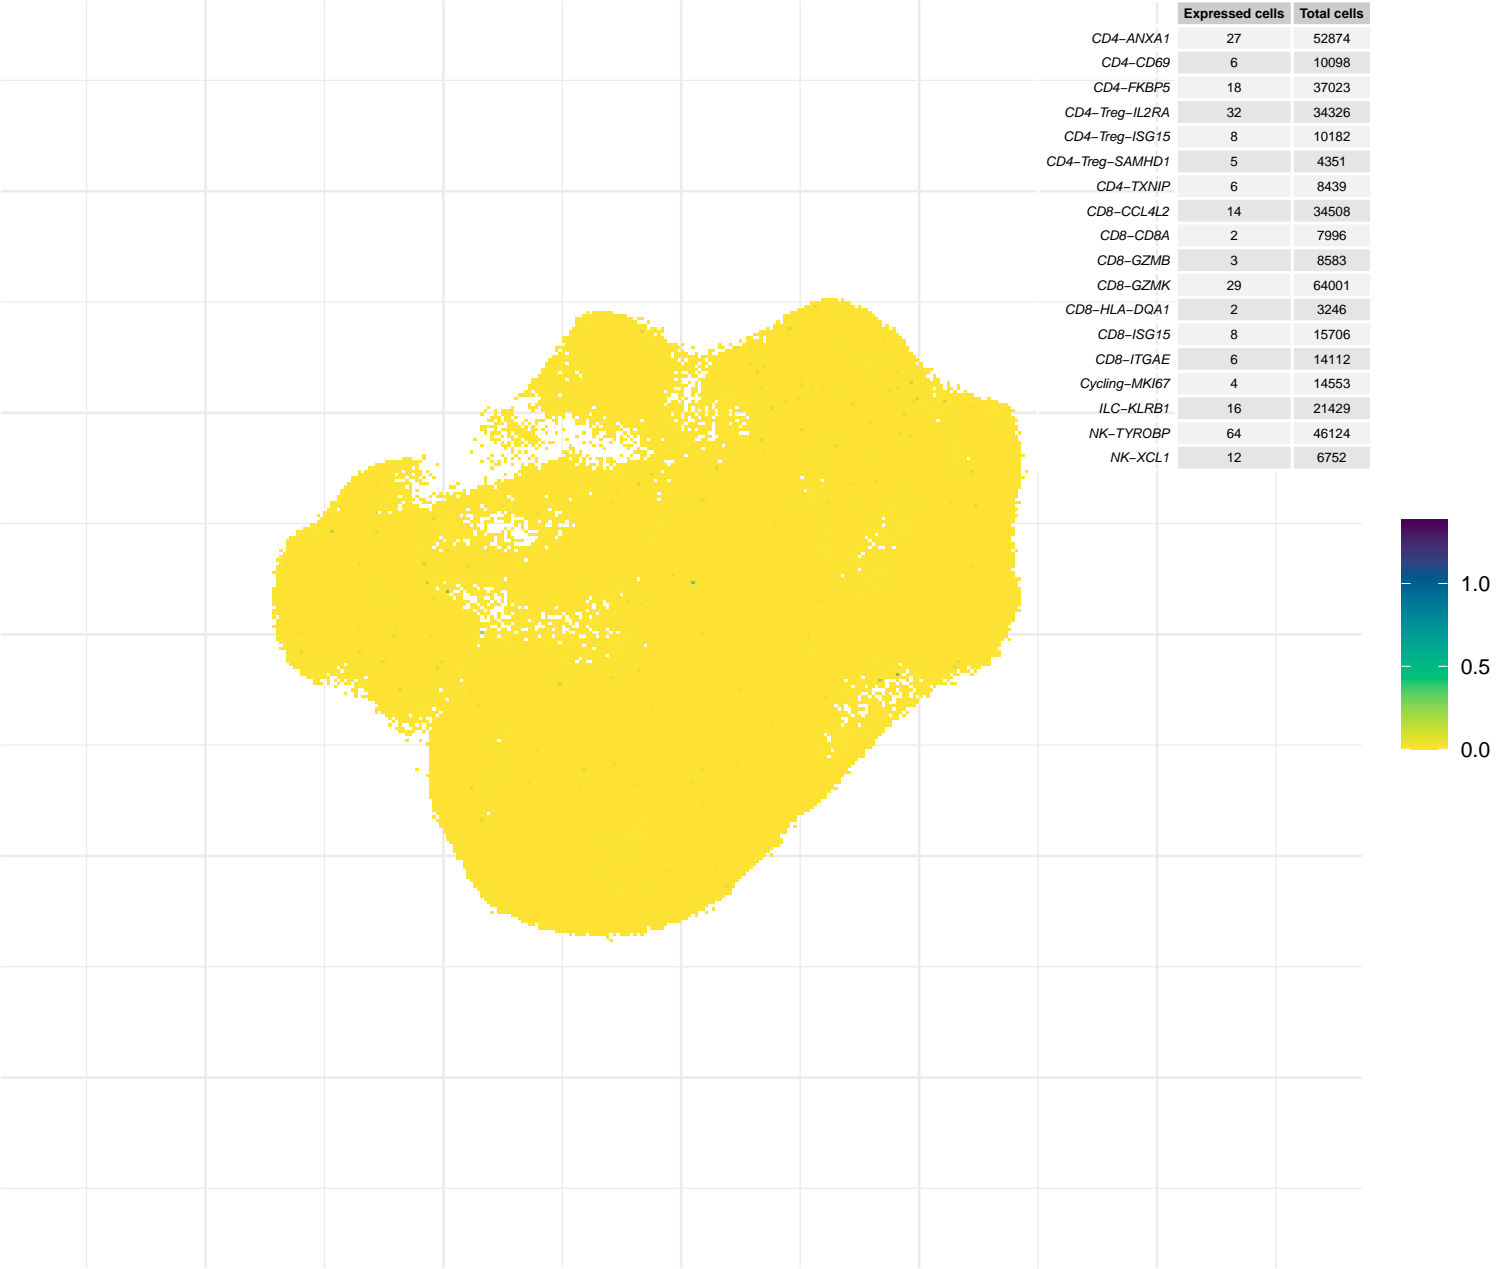 Expressed cells Total cells
CD4−ANXA1 27 52874
CD4−CD69 6 10098
CD4−FKBP5 18 37023
CD4−Treg−IL2RA 32 34326
CD4−Treg−ISG15 8 10182
CD4−Treg−SAMHD1 5 4351
CD4−TXNIP 6 8439
CD8−CCL4L2 14 34508
CD8−CD8A 2 7996
CD8−GZMB 3 8583
CD8−GZMK 29 64001
CD8−HLA−DQA1 2 3246
CD8−ISG15 8 15706
CD8−ITGAE 6 14112
Cycling−MKI67 4 14553
ILC−KLRB1 16 21429
NK−TYROBP 64 46124
NK−XCL1 12 6752
1.0
0.5
0.0